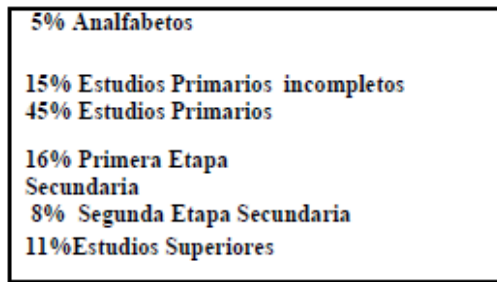 5% Analfabetos
15% Estudios Primarios incompletos
45% Estudios Primarios
16% Primera Etapa
Secundaria
8% Segunda Etapa Secundaria
11%Estudios Superiores